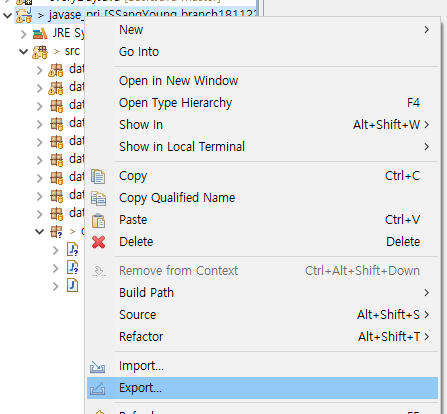 > javase_prj [SSangYoung branch181122
JRE Sy
src
dat
dat
dat
dat
dat
dat
dat
dat
> d
New
Go Into
Open in New Window
Open Type Hierarchy F4
Show In Alt+Shift+W
Show in Local Terminal
Copy Ctrl+C
Copy Qualified Name
Paste Ctrl+V
Delete Delete
Remove from Context Ctrl+Alt+Shift+Down
Build Path
Source Alt+Shift+S
Refactor Alt+Shift+T
Import...
Export...